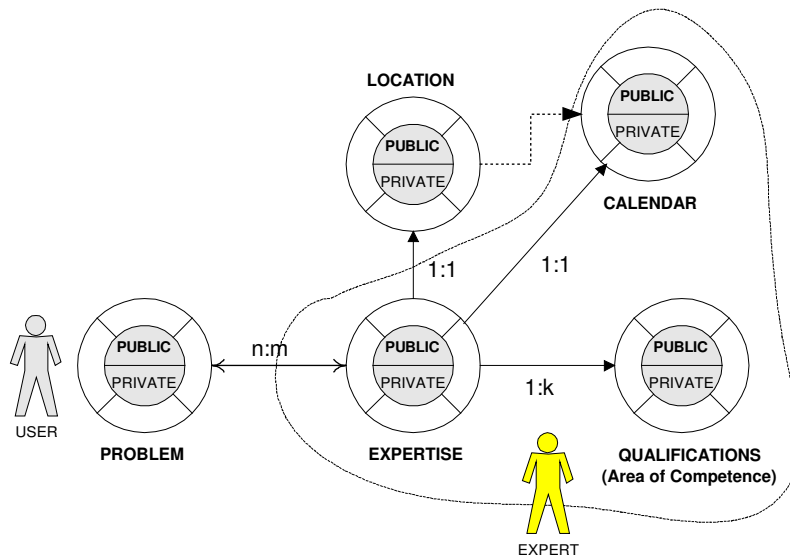 LOCATION
PUBLIC
PRIVATE
PUBLIC
PRIVATE
CALENDAR
1:1
1:1
USER
PUBLIC
PRIVATE
PROBLEM
n:m
PUBLIC
PRIVATE
EXPERTISE
1:k
PUBLIC
PRIVATE
QUALIFICATIONS
(Area of Competence)
EXPERT